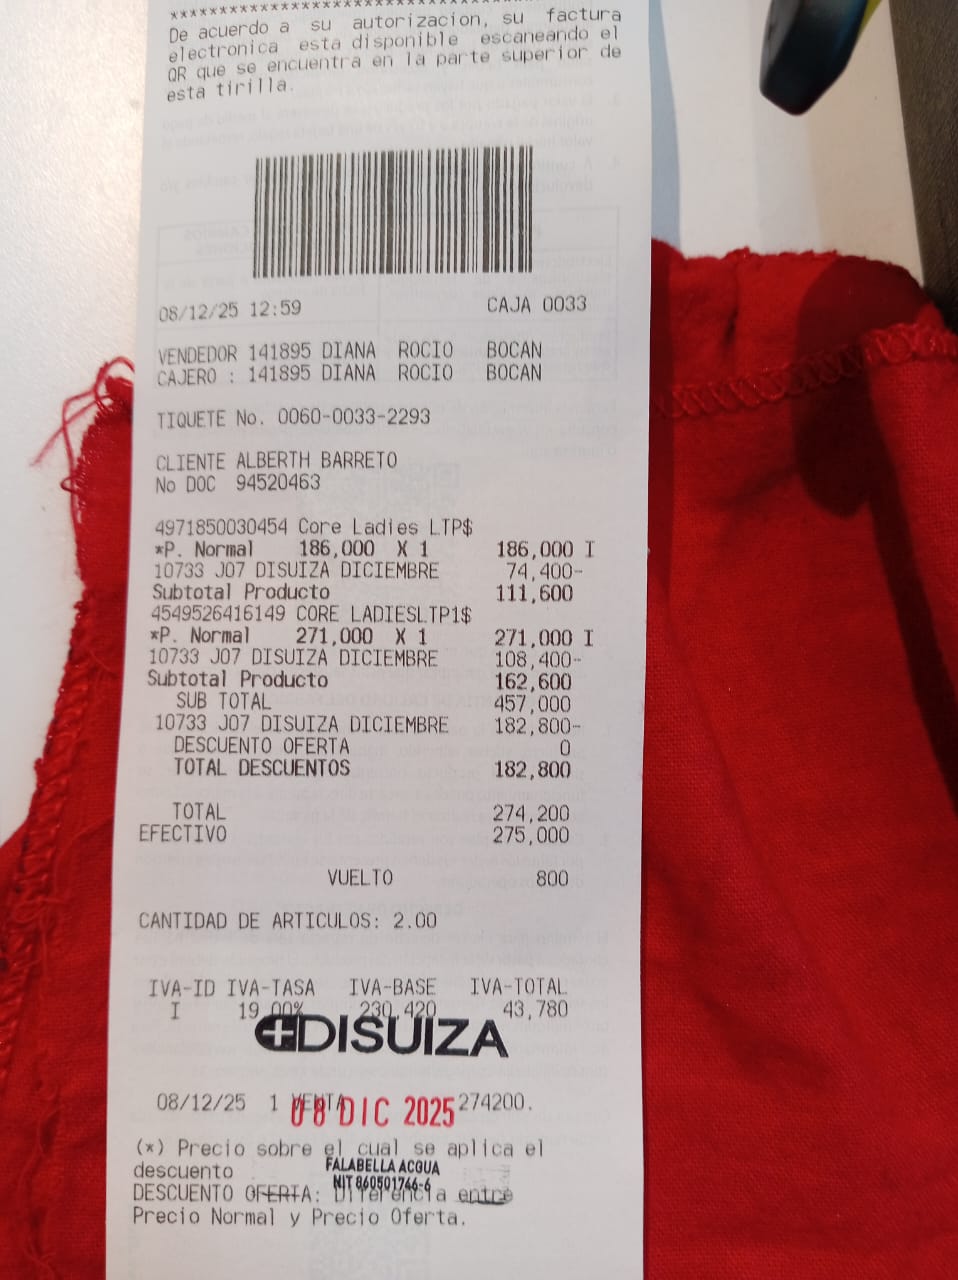 ****************************************
De acuerdo a su autorizacion, su factura
electronica esta disponible escaneando el
QR que se encuentra en la parte superior de
esta tirilla.
08/12/25 12:59 CAJA 0033
VENDEDOR 141895 DIANA ROCIO BOCAN
CAJERO : 141895 DIANA ROCIO BOCAN
TIQUETE No. 0060-0033-2293
CLIENTE ALBERTH BARRETO
No DOC 94520463
4971850030454 Core Ladies LTP$
*P. Normal 186,000 X 1 186,000 I
10733 J07 DISUIZA DICIEMBRE 74,400-
Subtotal Producto 111,600
4549526416149 CORE LADIESLTP1$
*P. Normal 271,000 X 1 271,000 I
10733 J07 DISUIZA DICIEMBRE 108,400-
Subtotal Producto 162,600
SUB TOTAL 457,000
10733 J07 DISUIZA DICIEMBRE 182,800-
DESCUENTO OFERTA 0
TOTAL DESCUENTOS 182,800
TOTAL 274,200
EFECTIVO 275,000
VUELTO 800
CANTIDAD DE ARTICULOS: 2.00
IVA-ID IVA-TASA IVA-BASE IVA-TOTAL
I 19.00% 230,420 43,780
DISUIZA
08/12/25 1 VENTA 274200.
08 DIC 2025
(*) Precio sobre el cual se aplica el
descuento
FALABELLA ACQUA
NIT 860501746-6
DESCUENTO OFERTA: Diferencia entre
Precio Normal y Precio Oferta.